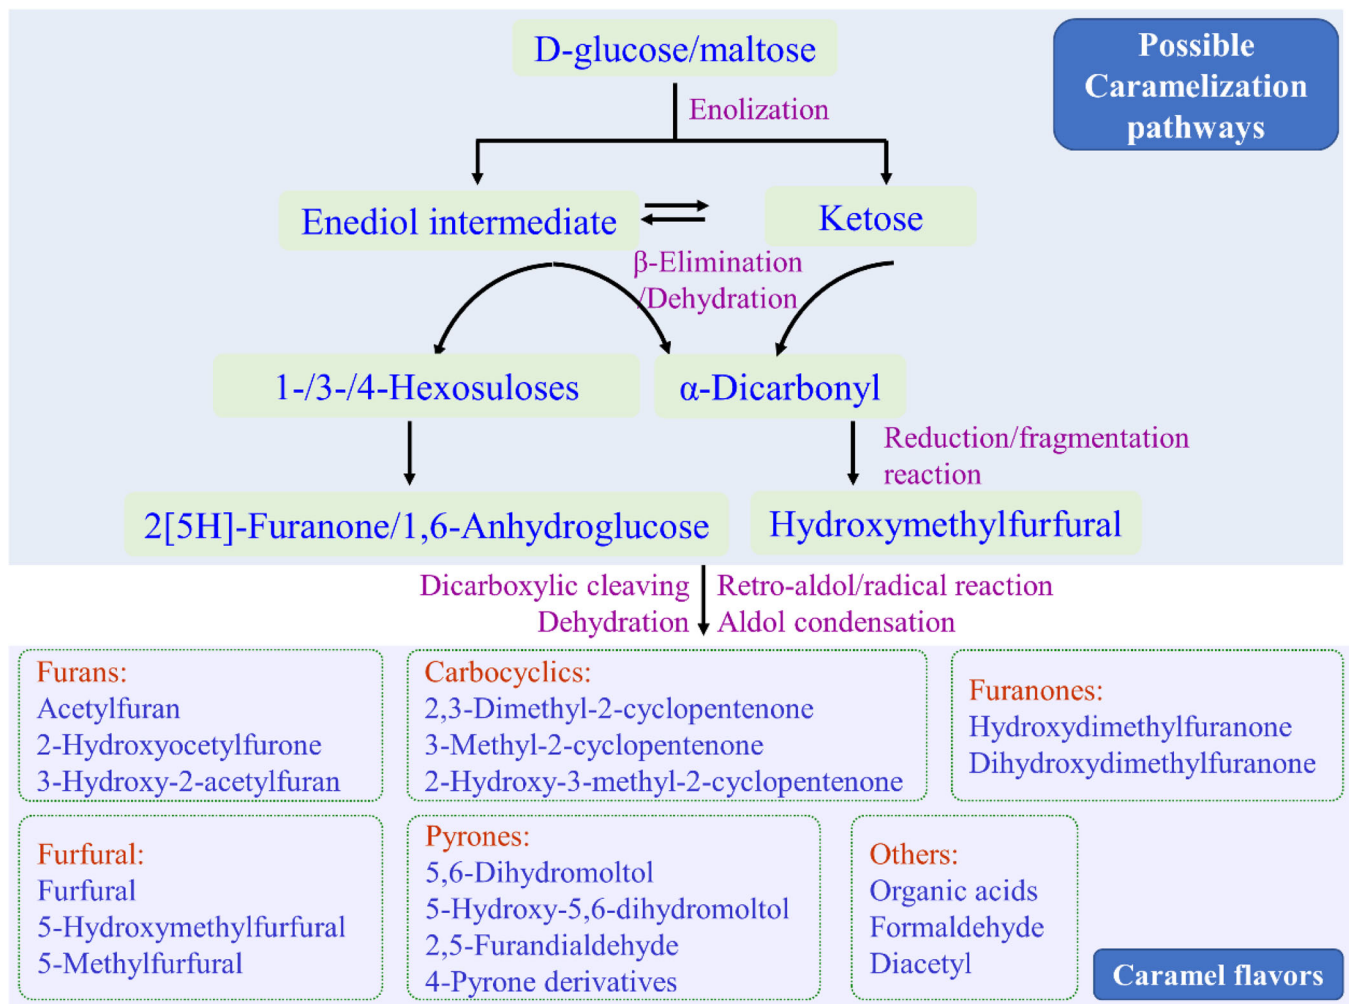 D-glucose/maltose
Possible
Caramelization
pathways
Enolization
Enediol intermediate
Ketose
β-Elimination
/Dehydration
1-/3-/4-Hexosuloses
α-Dicarbonyl
Reduction/fragmentation
reaction
2[5H]-Furanone/1,6-Anhydroglucose
Hydroxymethylfurfural
Dicarboxylic cleaving
Dehydration
Retro-aldol/radical reaction
Aldol condensation
Furans:
Acetylfuran
2-Hydroxyocetylfurone
3-Hydroxy-2-acetylfuran
Carbocyclics:
2,3-Dimethyl-2-cyclopentenone
3-Methyl-2-cyclopentenone
2-Hydroxy-3-methyl-2-cyclopentenone
Furanones:
Hydroxydimethylfuranone
Dihydroxydimethylfuranone
Furfural:
Furfural
5-Hydroxymethylfurfural
5-Methylfurfural
Pyrones:
5,6-Dihydromoltol
5-Hydroxy-5,6-dihydromoltol
2,5-Furandialdehyde
4-Pyrone derivatives
Others:
Organic acids
Formaldehyde
Diacetyl
Caramel flavors